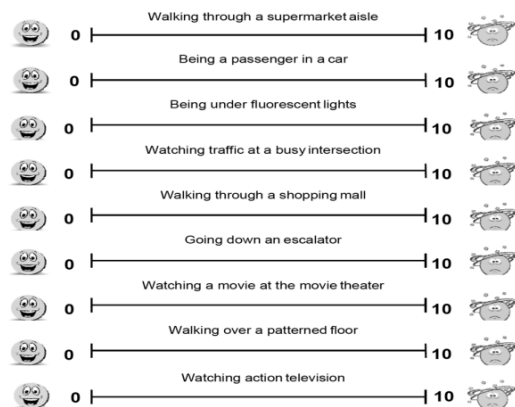 Walking through a supermarket aisle
0 10
Being a passenger in a car
0 10
Being under fluorescent lights
0 10
Watching traffic at a busy intersection
0 10
Walking through a shopping mall
0 10
Going down an escalator
0 10
Watching a movie at the movie theater
0 10
Walking over a patterned floor
0 10
Watching action television
0 10